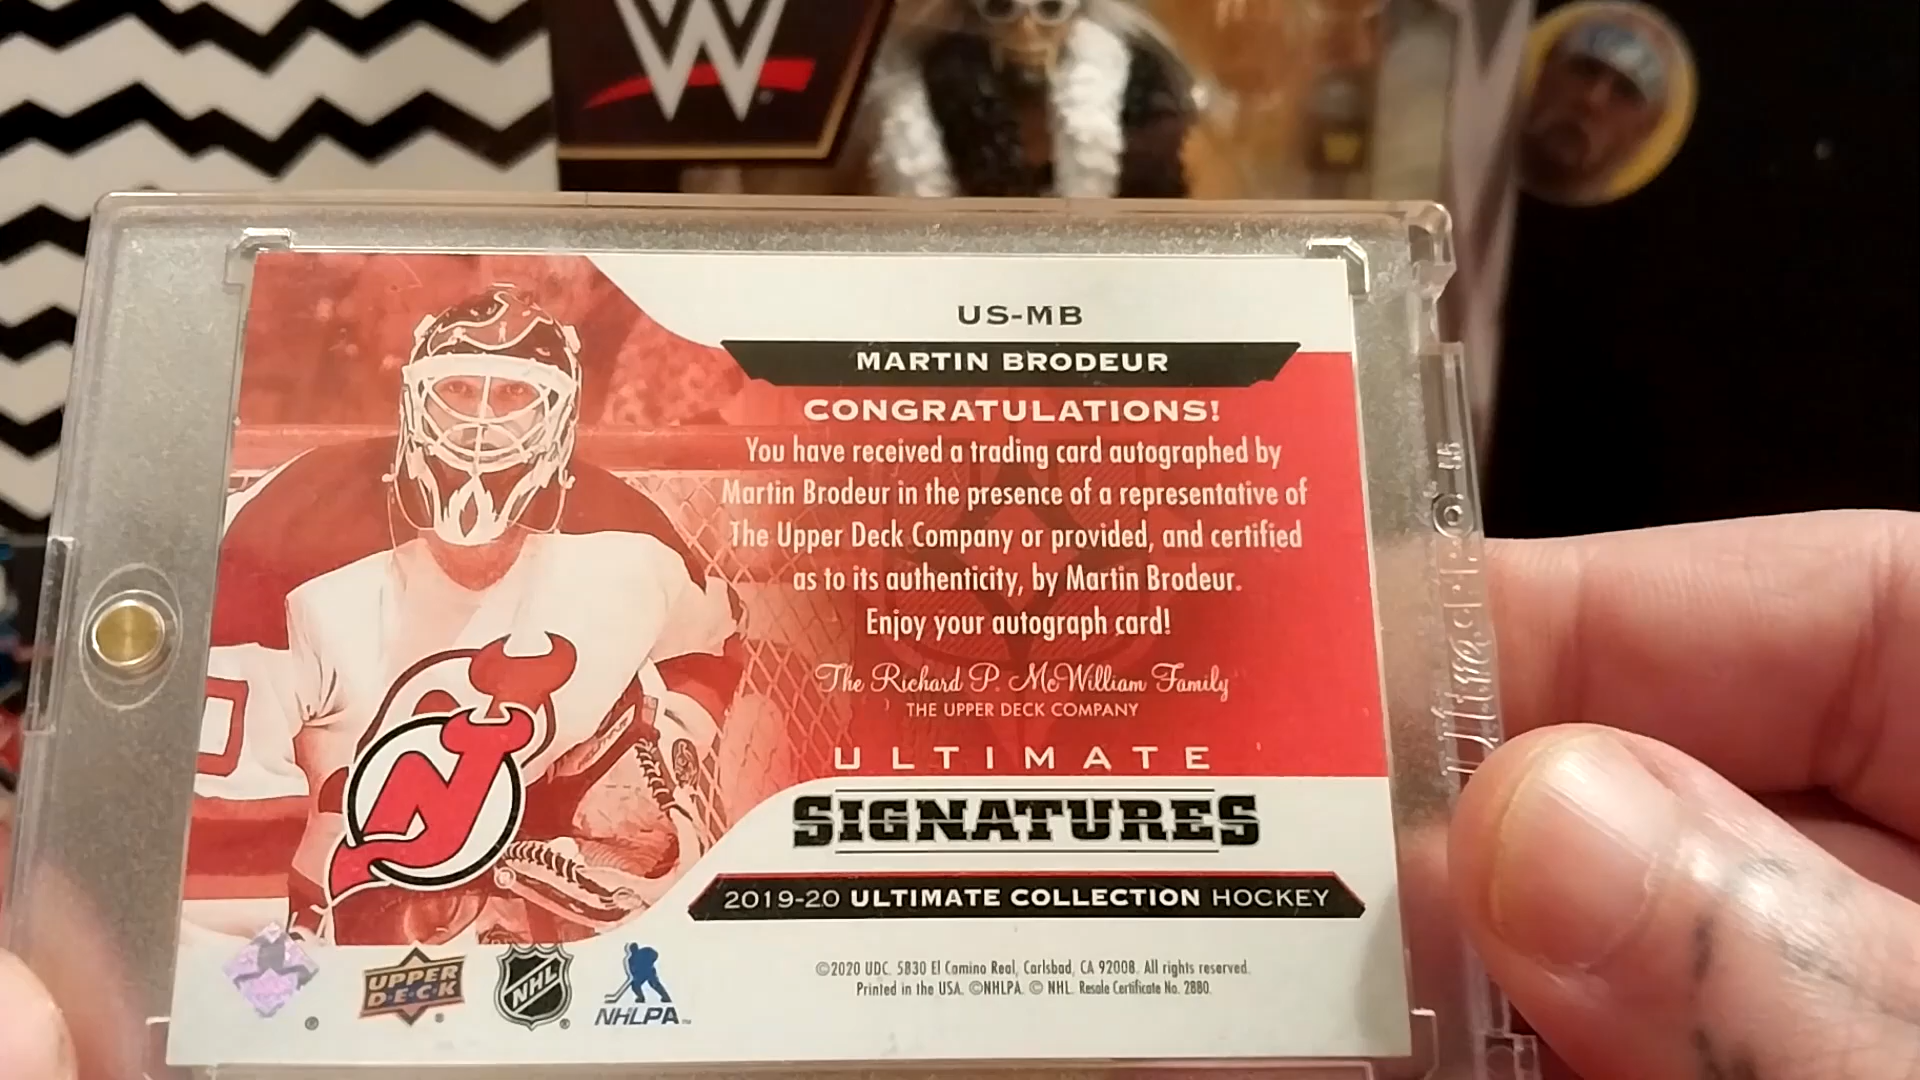 US-MB
MARTIN BRODEUR
CONGRATULATIONS!
You have received a trading card autographed by
Martin Brodeur in the presence of a representative of
The Upper Deck Company or provided, and certified
as to its authenticity, by Martin Brodeur.
Enjoy your autograph card!
The Richard P. McWilliam Family
THE UPPER DECK COMPANY
ULTIMATE
SIGNATURES
2019-20 ULTIMATE COLLECTION HOCKEY
UPPER
D·E·C·K
NHL
NHLPA
©2020 UDC. 5830 El Camino Real, Carlsbad, CA 92008. All rights reserved.
Printed in the USA. ©NHLPA. © NHL. Resale Certificate No. 2880.